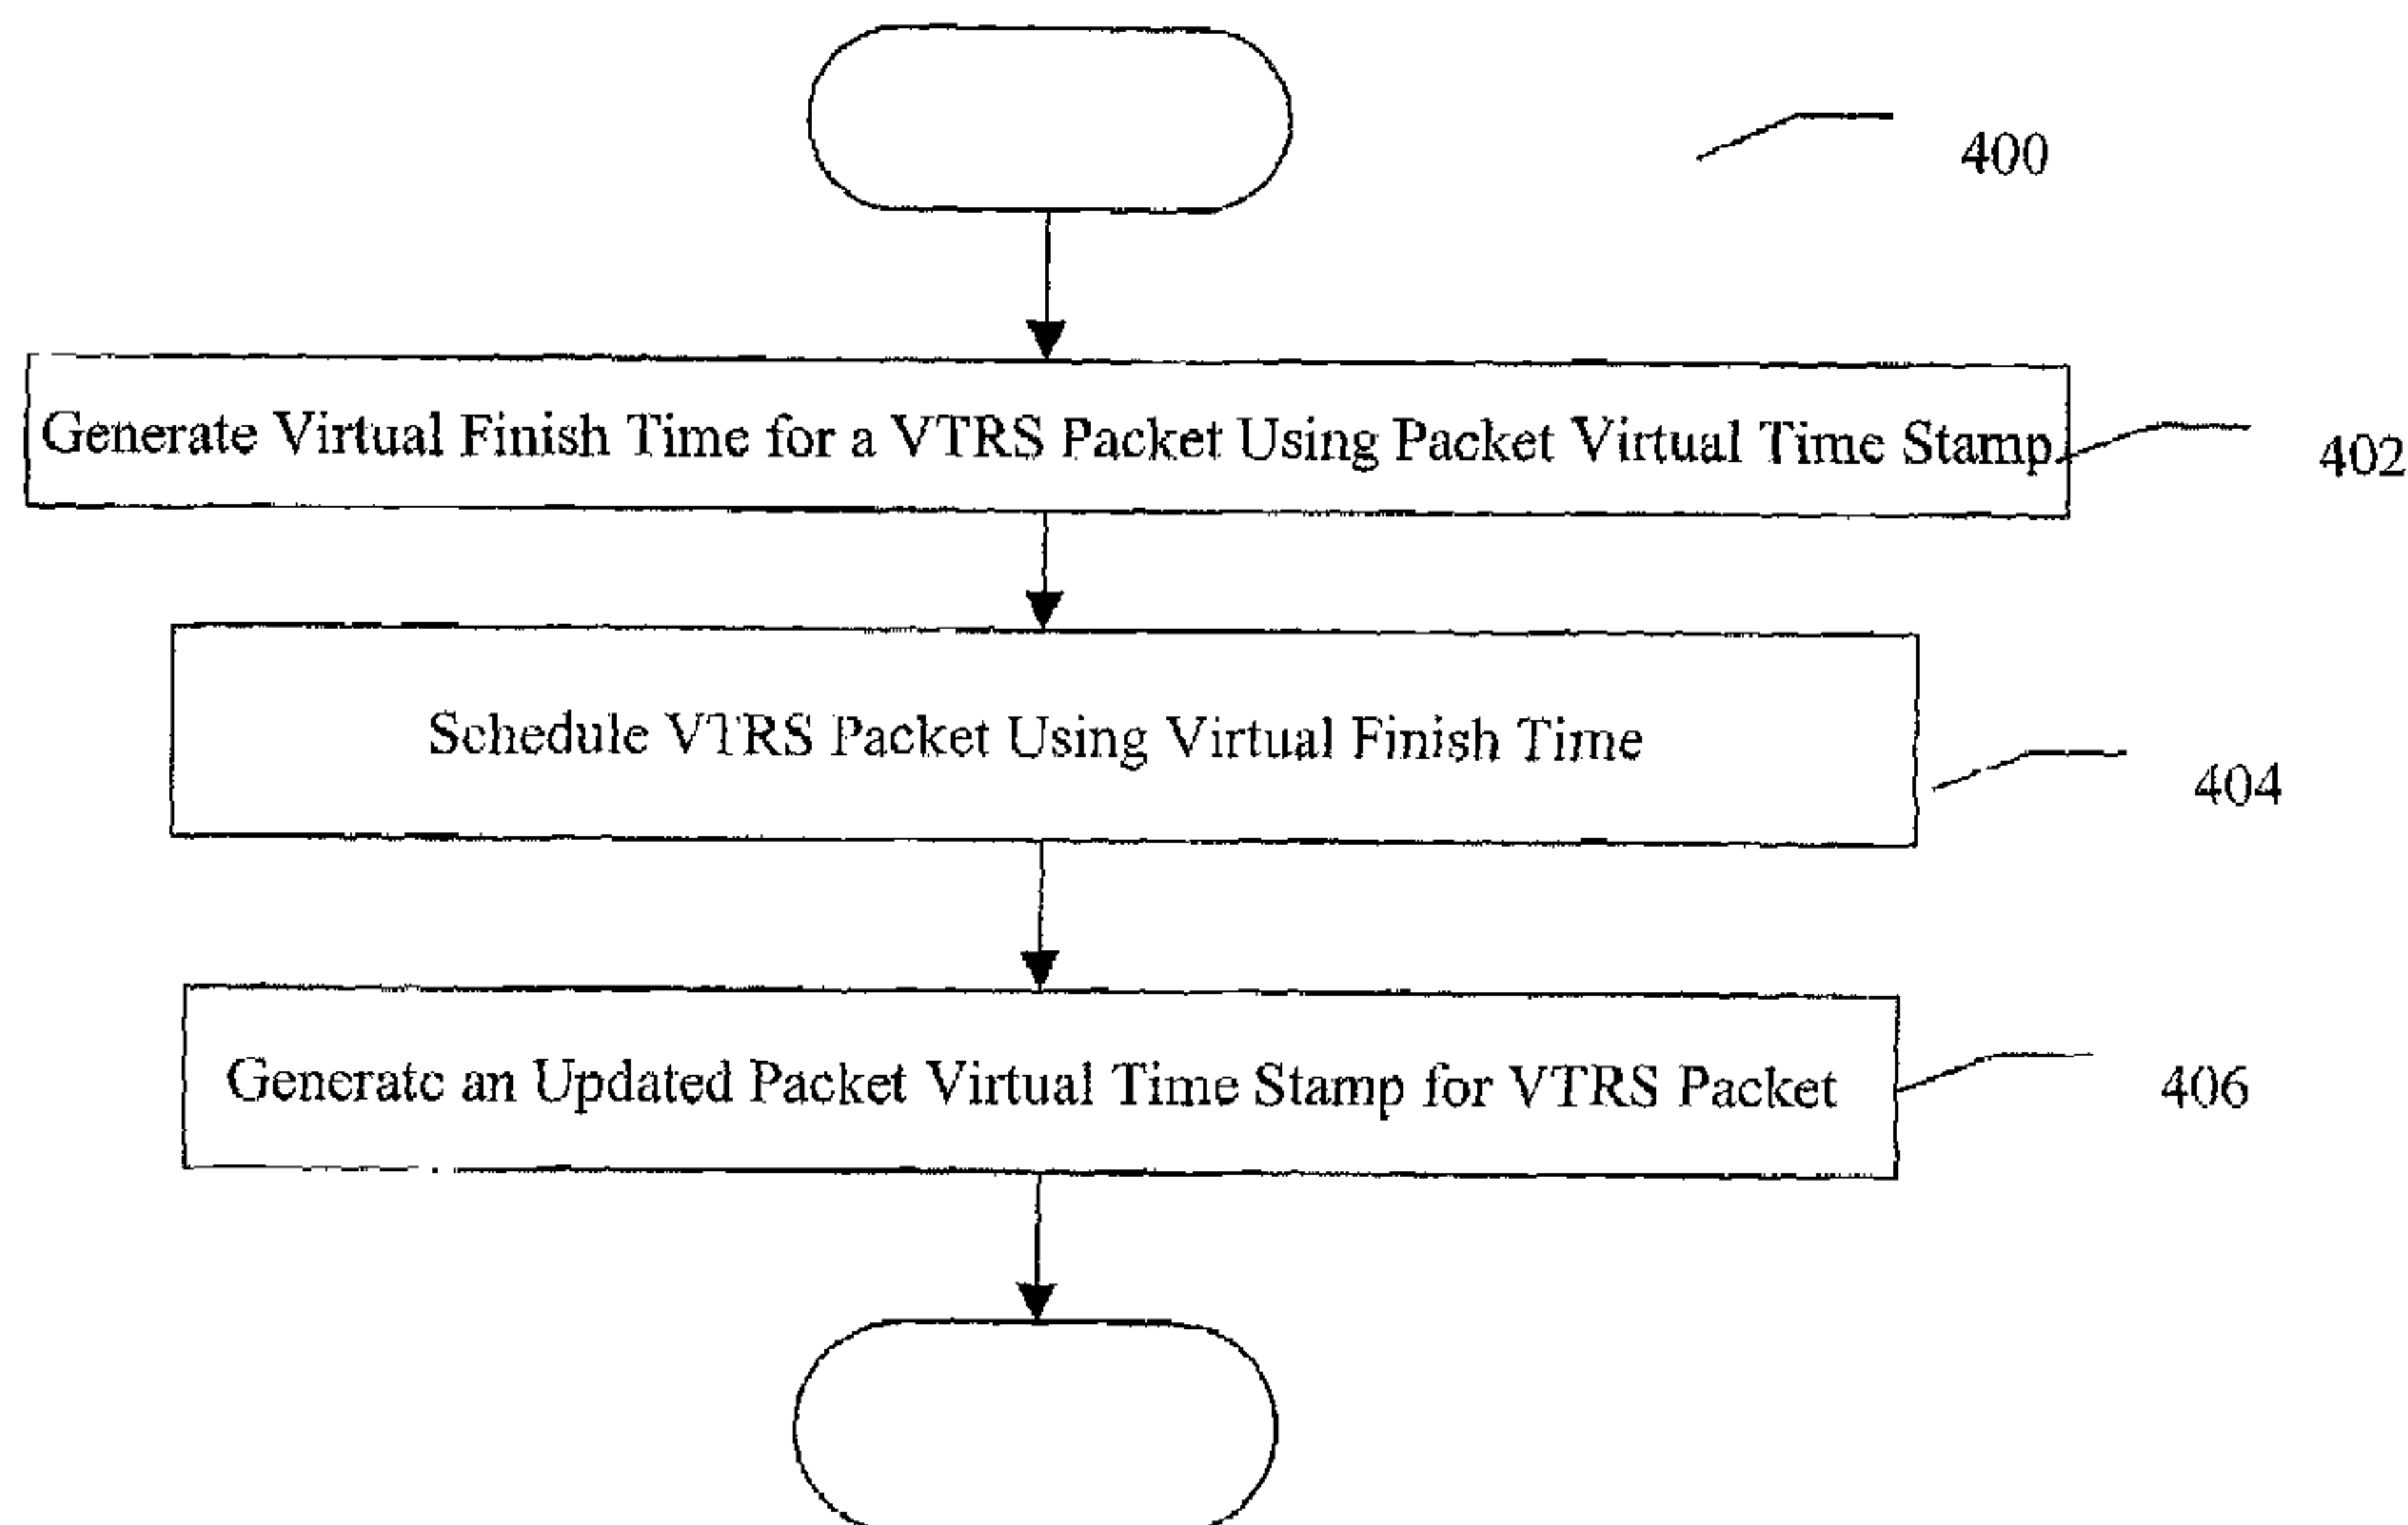 400
Generate Virtual Finish Time for a VTRS Packet Using Packet Virtual Time Stamp
402
Schedule VTRS Packet Using Virtual Finish Time
404
Generate an Updated Packet Virtual Time Stamp for VTRS Packet
406